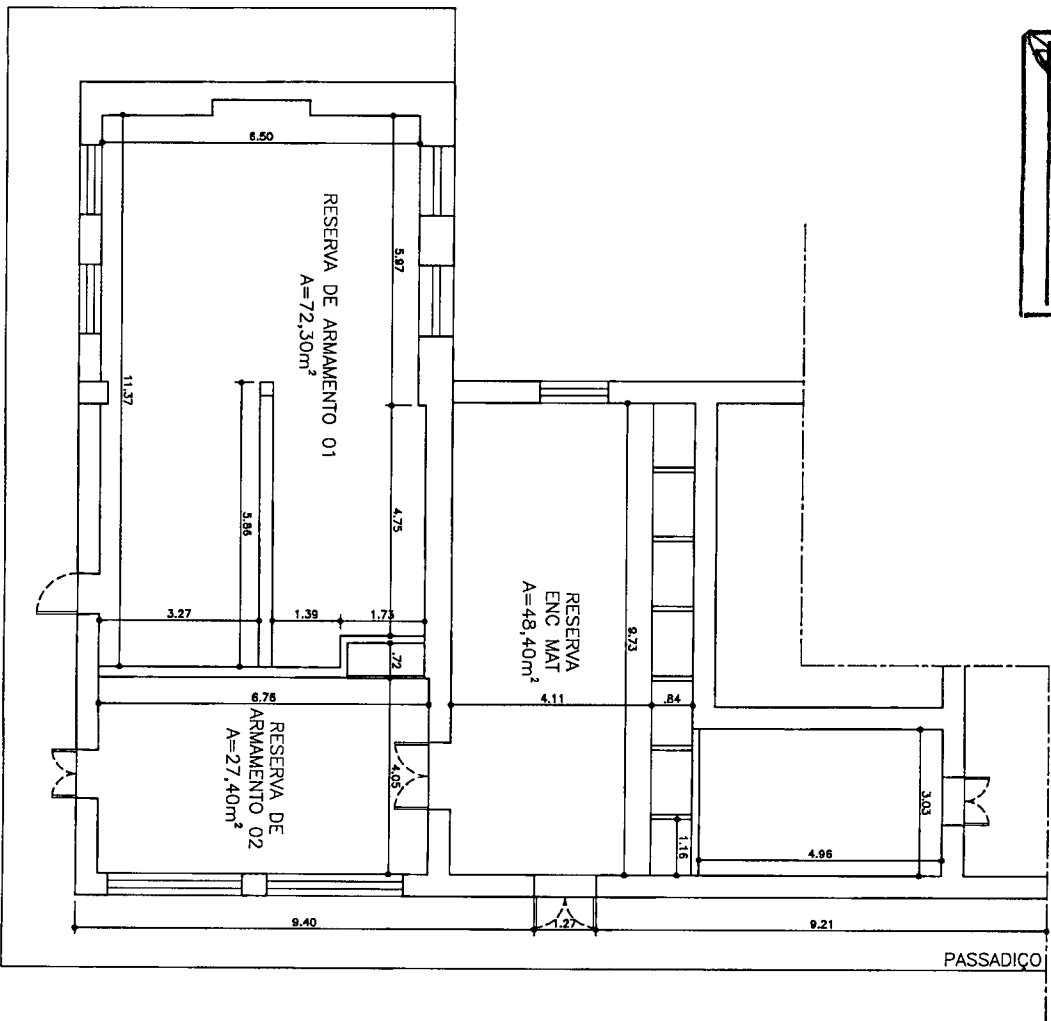 6.50
5.97
RESERVA DE ARMAMENTO 01
A=72,30m²
11.37
5.86
4.75
3.27
1.39
1.73
.72
RESERVA
ENC MAT
A=48,40m²
9.73
4.11
.84
6.76
RESERVA DE
ARMAMENTO 02
A=27,40m²
4.05
1.16
4.96
3.03
9.40
1.27
9.21
PASSADIÇO